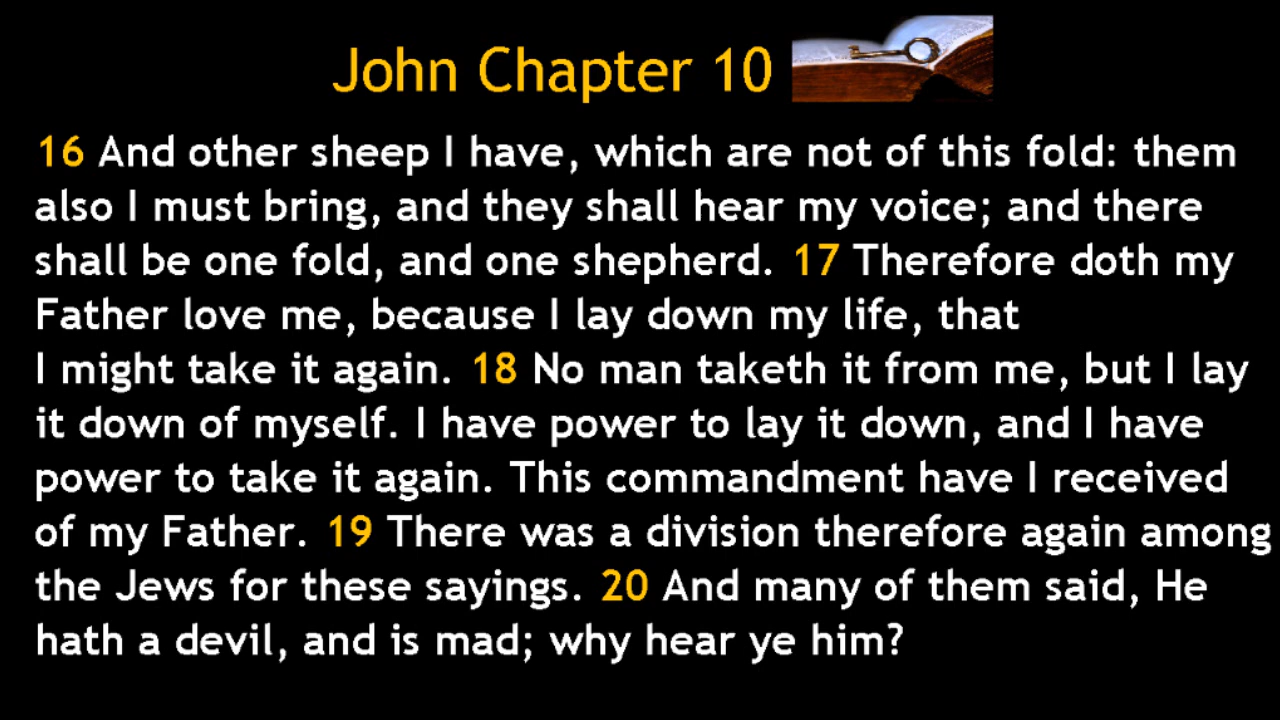 John Chapter 10
16 And other sheep I have, which are not of this fold: them
also I must bring, and they shall hear my voice; and there
shall be one fold, and one shepherd. 17 Therefore doth my
Father love me, because I lay down my life, that
I might take it again. 18 No man taketh it from me, but I lay
it down of myself. I have power to lay it down, and I have
power to take it again. This commandment have I received
of my Father. 19 There was a division therefore again among
the Jews for these sayings. 20 And many of them said, He
hath a devil, and is mad; why hear ye him?